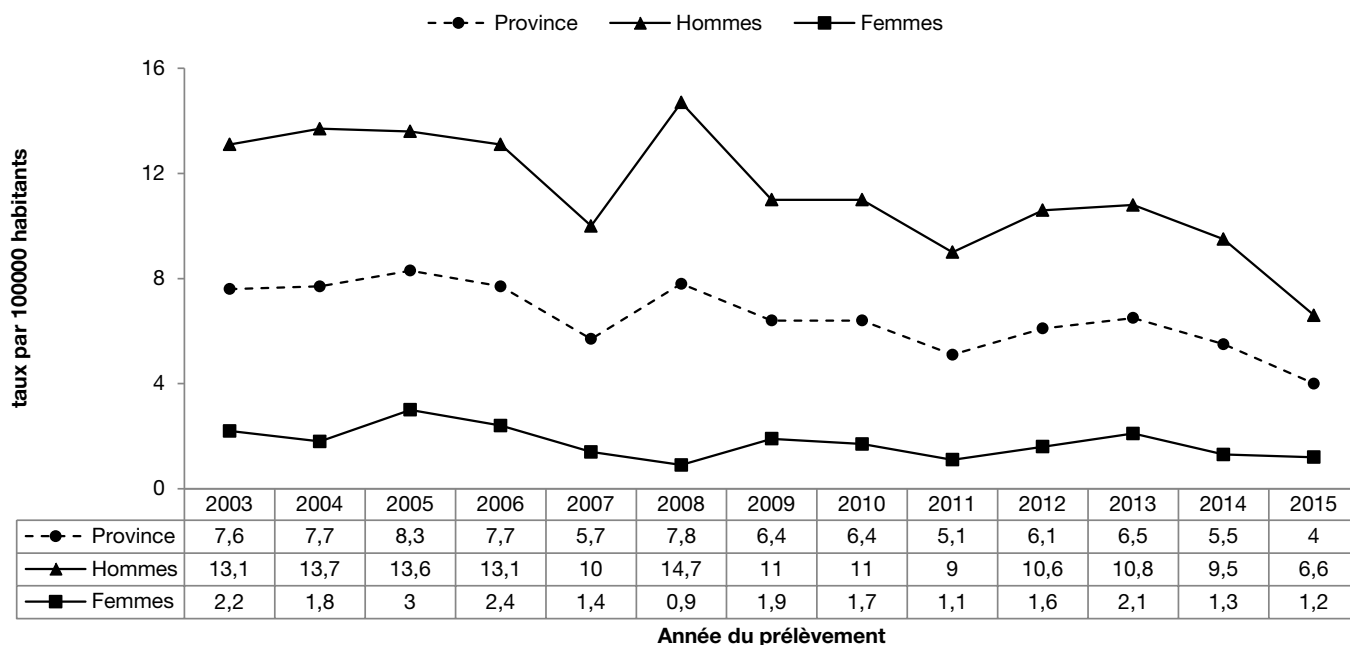 Province Hommes Femmes
taux par 100000 habitants
16
12
8
4
0
2003 2004 2005 2006 2007 2008 2009 2010 2011 2012 2013 2014 2015
Province 7,6 7,7 8,3 7,7 5,7 7,8 6,4 6,4 5,1 6,1 6,5 5,5 4
Hommes 13,1 13,7 13,6 13,1 10 14,7 11 11 9 10,6 10,8 9,5 6,6
Femmes 2,2 1,8 3 2,4 1,4 0,9 1,9 1,7 1,1 1,6 2,1 1,3 1,2
Année du prélèvement